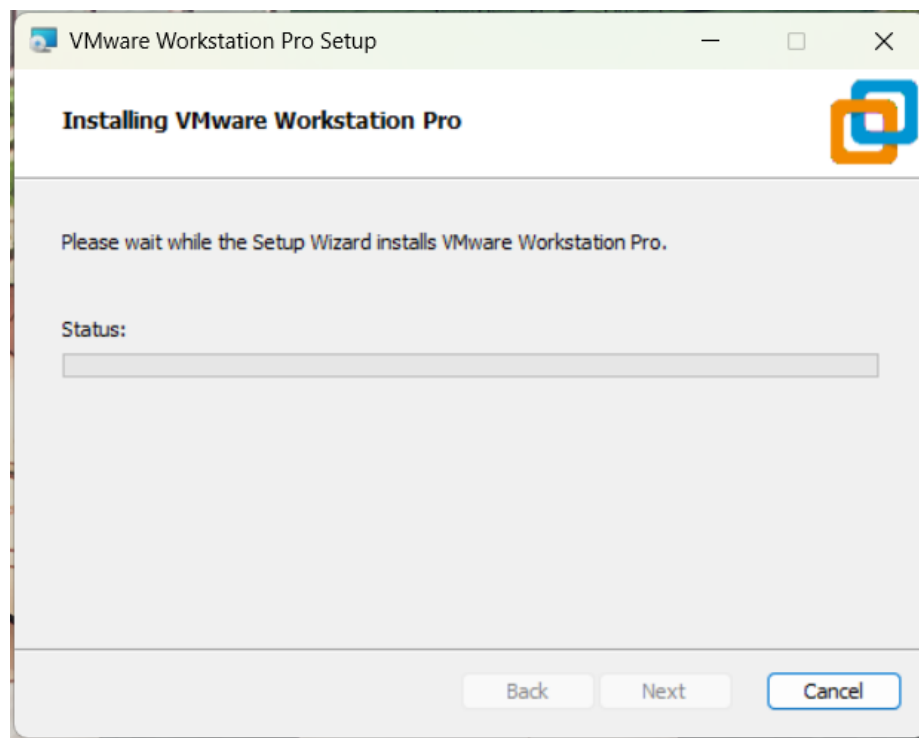 VMware Workstation Pro Setup
Installing VMware Workstation Pro
Please wait while the Setup Wizard installs VMware Workstation Pro.
Status:
Back Next Cancel